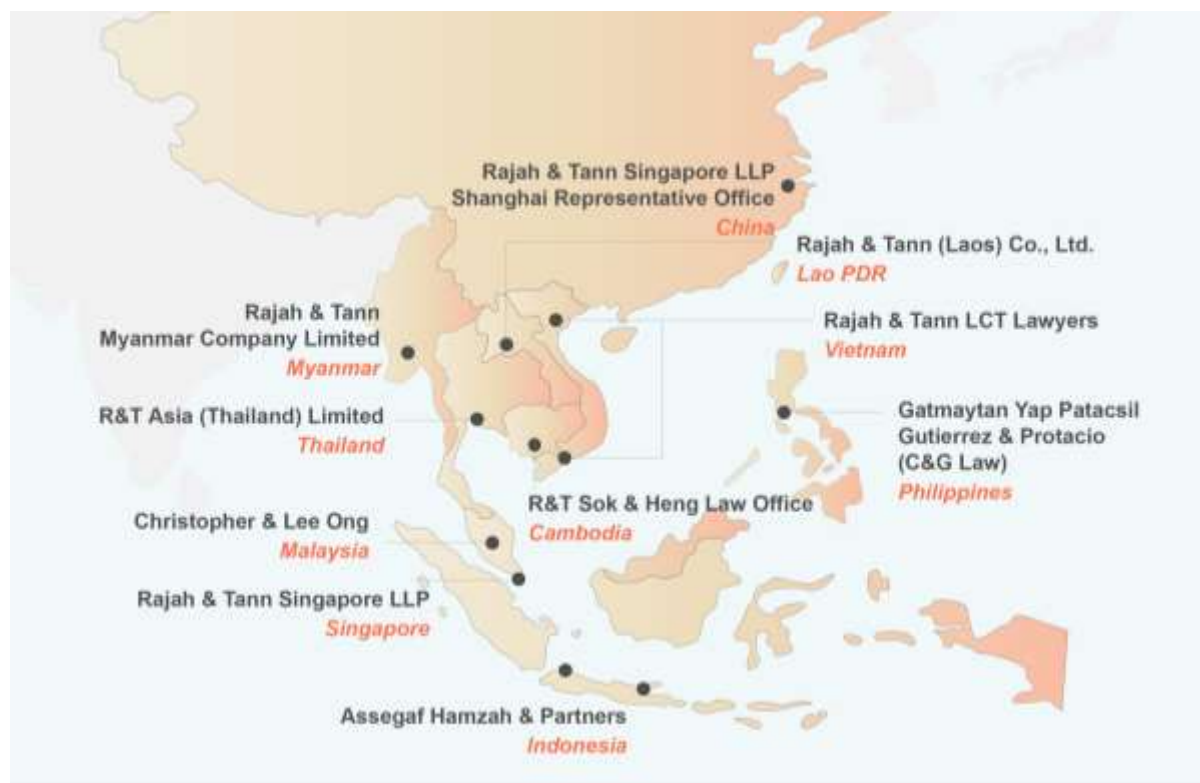 Rajah & Tann Singapore LLP
Shanghai Representative Office
China
Rajah & Tann (Laos) Co., Ltd.
Lao PDR
Rajah & Tann
Myanmar Company Limited
Myanmar
Rajah & Tann LCT Lawyers
Vietnam
R&T Asia (Thailand) Limited
Thailand
Gatmaytan Yap Patacsil
Gutierrez & Protacio
(C&G Law)
Philippines
R&T Sok & Heng Law Office
Cambodia
Christopher & Lee Ong
Malaysia
Rajah & Tann Singapore LLP
Singapore
Assegaf Hamzah & Partners
Indonesia